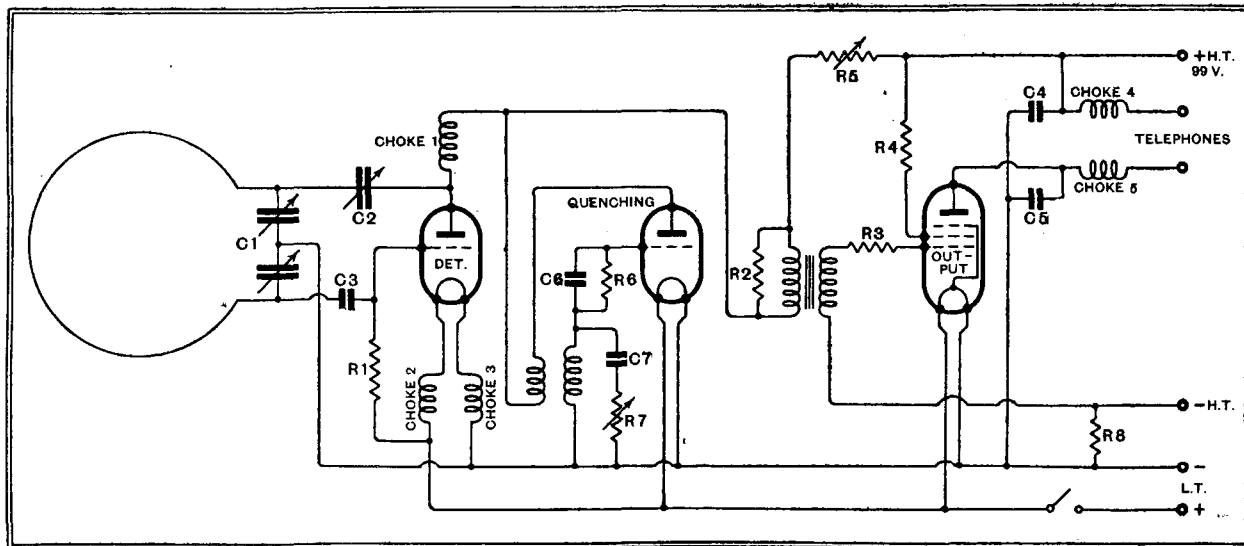 +H.T.
99 V.
R5
C4
CHOKE 4
TELEPHONES
CHOKE 1
R4
CHOKE 5
C5
C2
QUENCHING
C1
DET.
C3
C6
R6
R2
R3
OUT-
PUT
R1
CHOKE 2
CHOKE 3
C7
R7
-H.T.
R8
-
L.T.
+